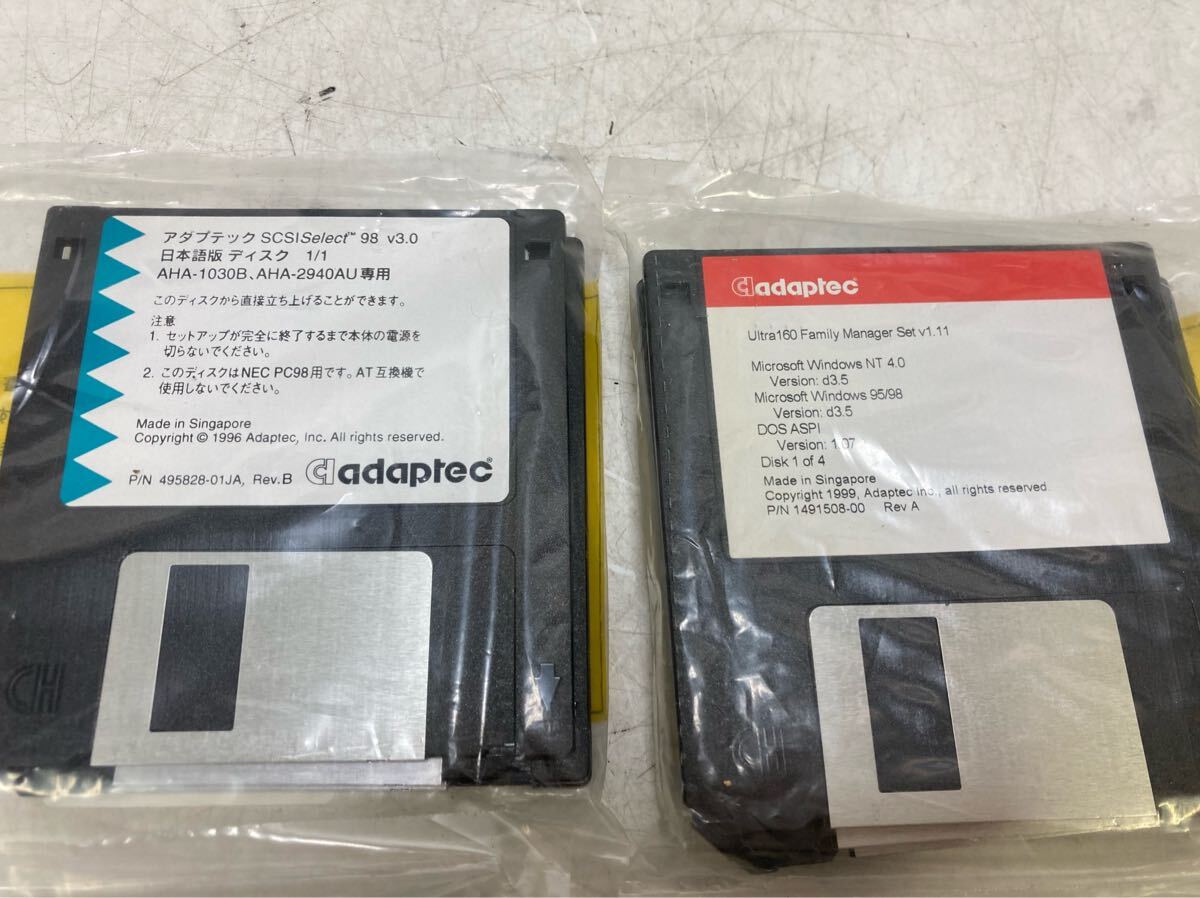 アダプテック SCSISelect™ 98 v3.0
日本語版 ディスク 1/1
AHA-1030B、AHA-2940AU専用
このディスクから直接立ち上げることができます。
注意
1. セットアップが完全に終了するまで本体の電源を
切らないでください。
2. このディスクはNEC PC98用です。AT互換機で
使用しないでください。
Made in Singapore
Copyright © 1996 Adaptec, Inc. All rights reserved.
P/N 495828-01JA, Rev.B adaptec®
CH
adaptec®
Ultra160 Family Manager Set v1.11
Microsoft Windows NT 4.0
Version: d3.5
Microsoft Windows 95/98
Version: d3.5
DOS ASPI
Version: 1.07
Disk 1 of 4
Made in Singapore
Copyright 1999, Adaptec Inc., all rights reserved.
P/N 1491508-00 Rev A